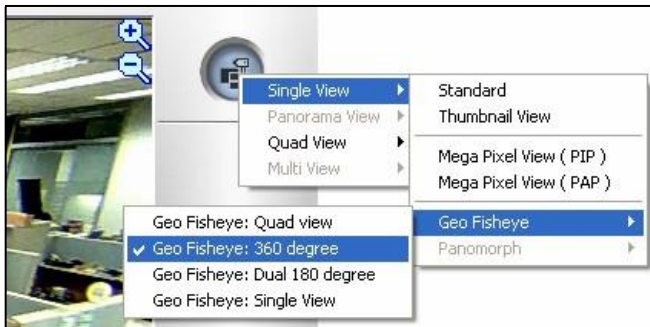 Single View
Panorama View
Quad View
Multi View
Standard
Thumbnail View
Mega Pixel View ( PIP )
Mega Pixel View ( PAP )
Geo Fisheye
Panomorph
Geo Fisheye: Quad view
Geo Fisheye: 360 degree
Geo Fisheye: Dual 180 degree
Geo Fisheye: Single View